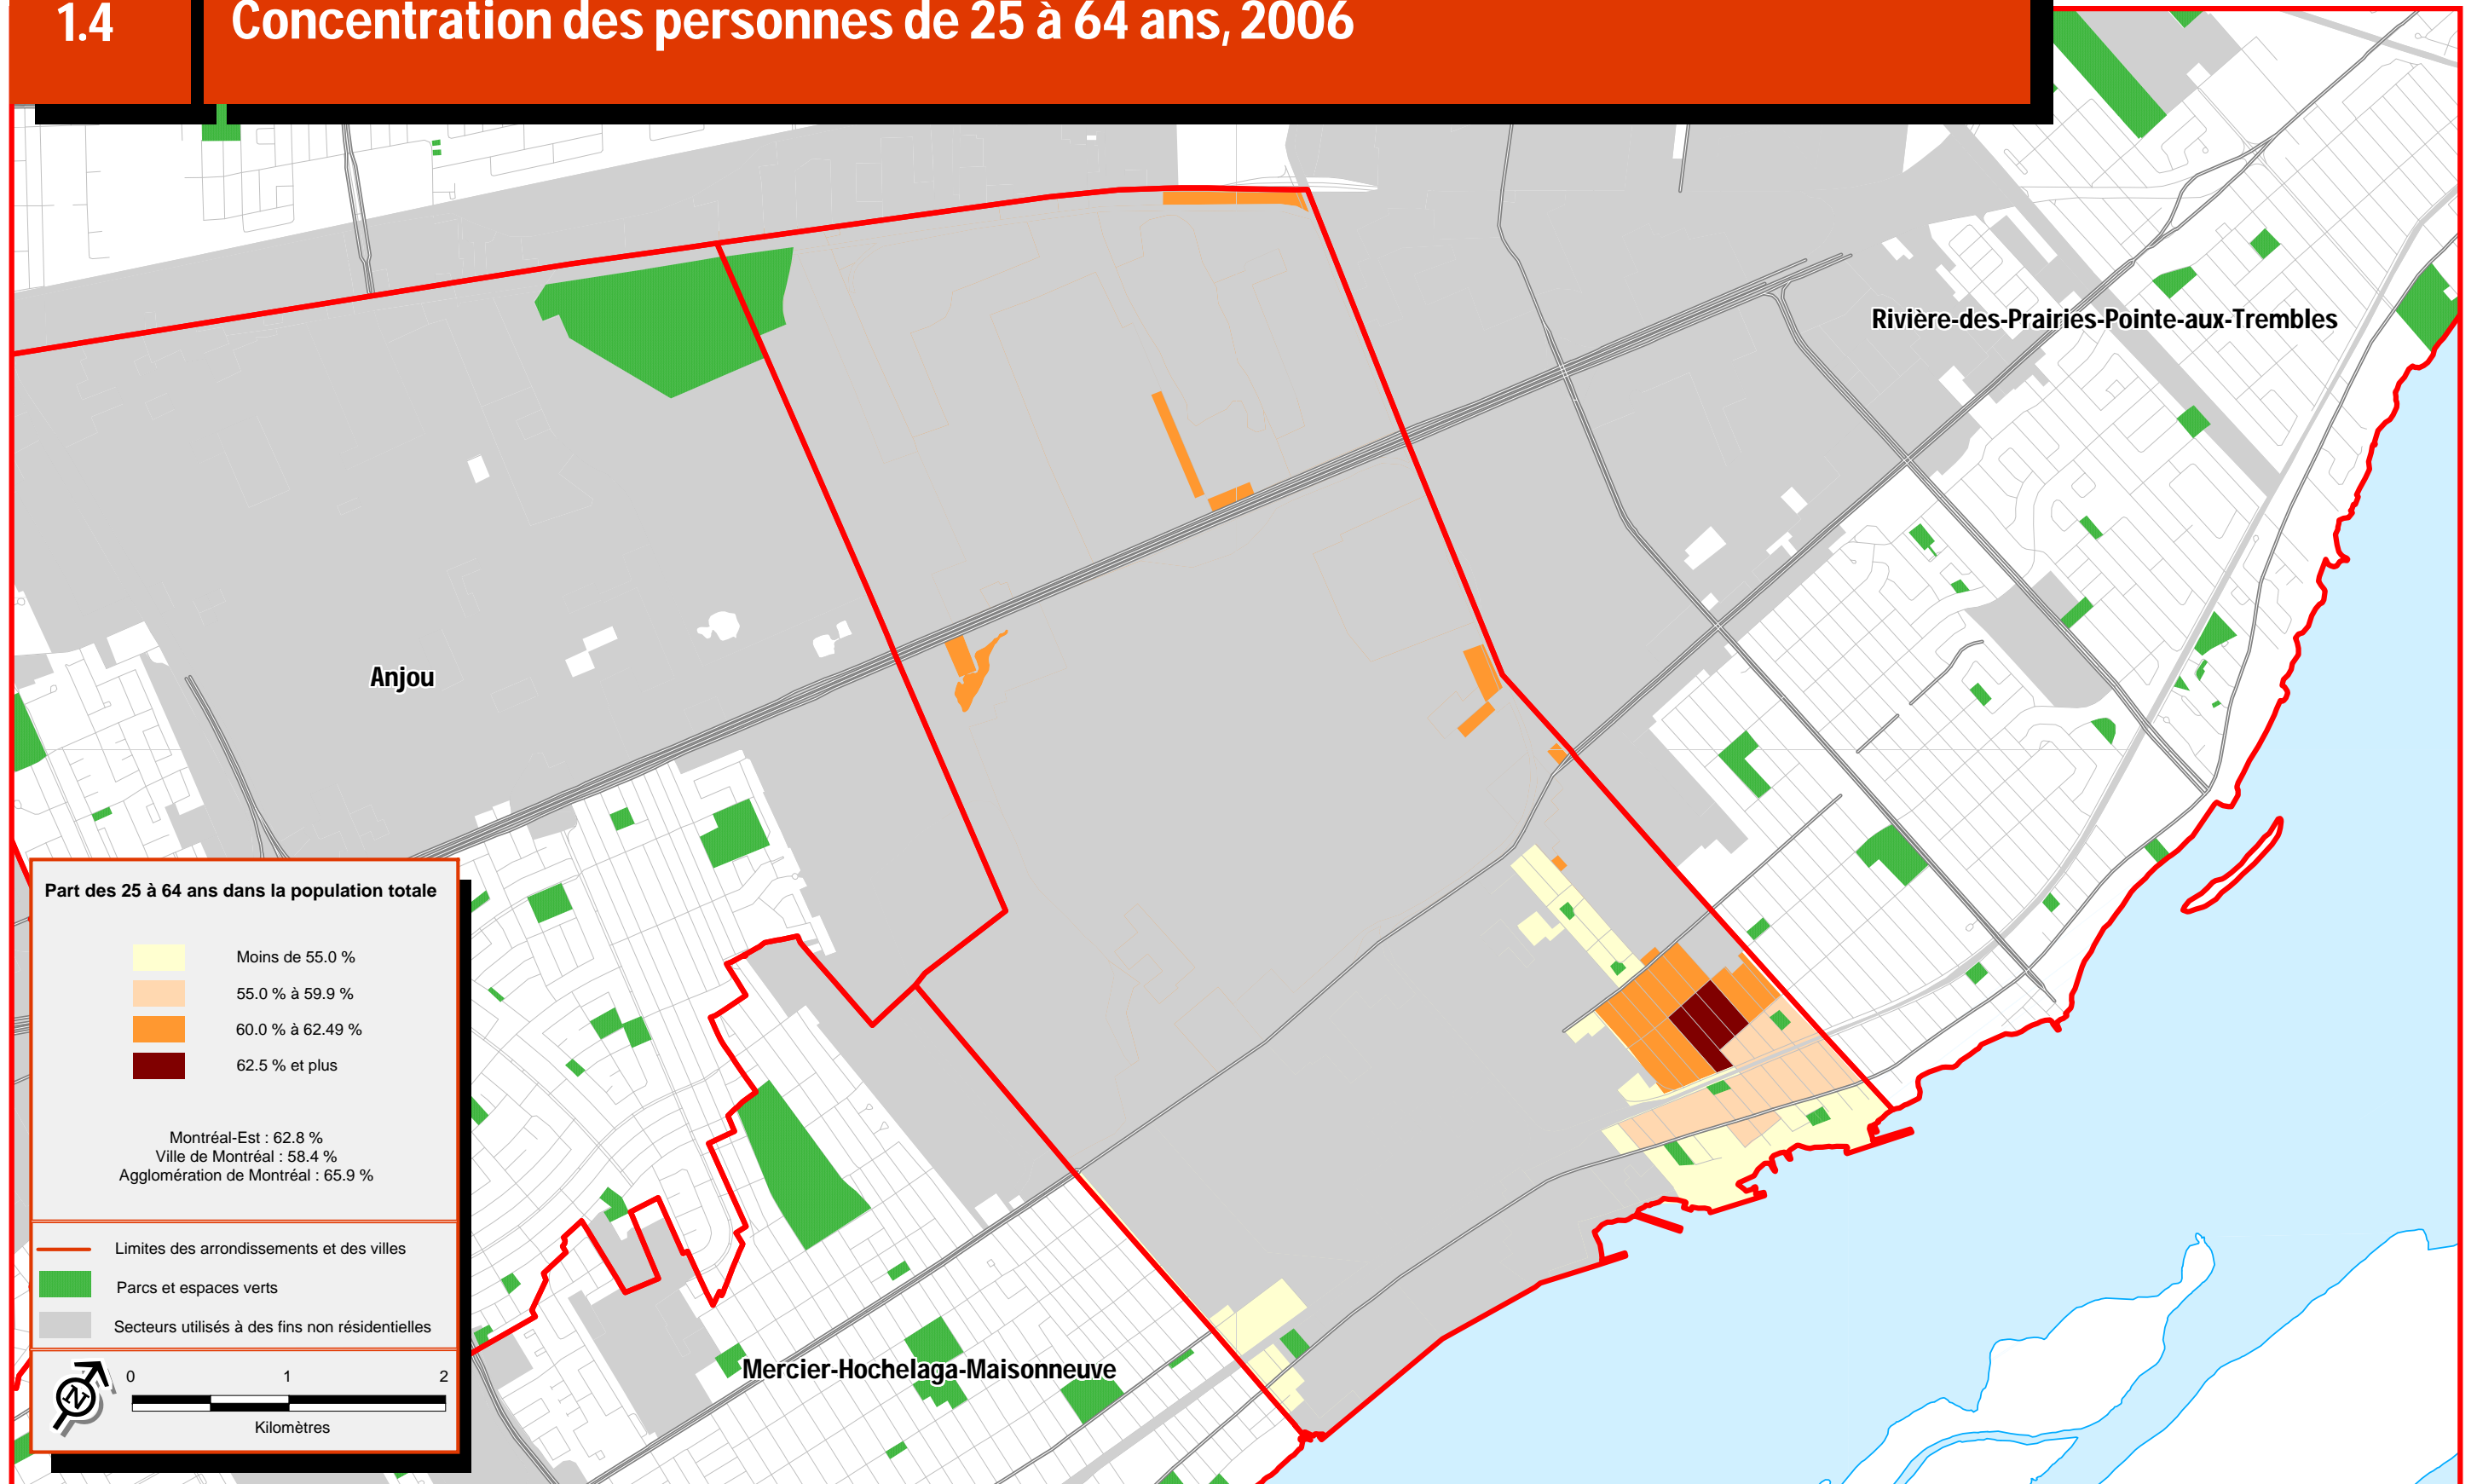 1.4
Concentration des personnes de 25 à 64 ans, 2006
Rivière-des-Prairies-Pointe-aux-Trembles
Anjou
Mercier-Hochelaga-Maisonneuve
Part des 25 à 64 ans dans la population totale
Moins de 55.0 %
55.0 % à 59.9 %
60.0 % à 62.49 %
62.5 % et plus
Montréal-Est : 62.8 %
Ville de Montréal : 58.4 %
Agglomération de Montréal : 65.9 %
Limites des arrondissements et des villes
Parcs et espaces verts
Secteurs utilisés à des fins non résidentielles
N
0 1 2
Kilomètres